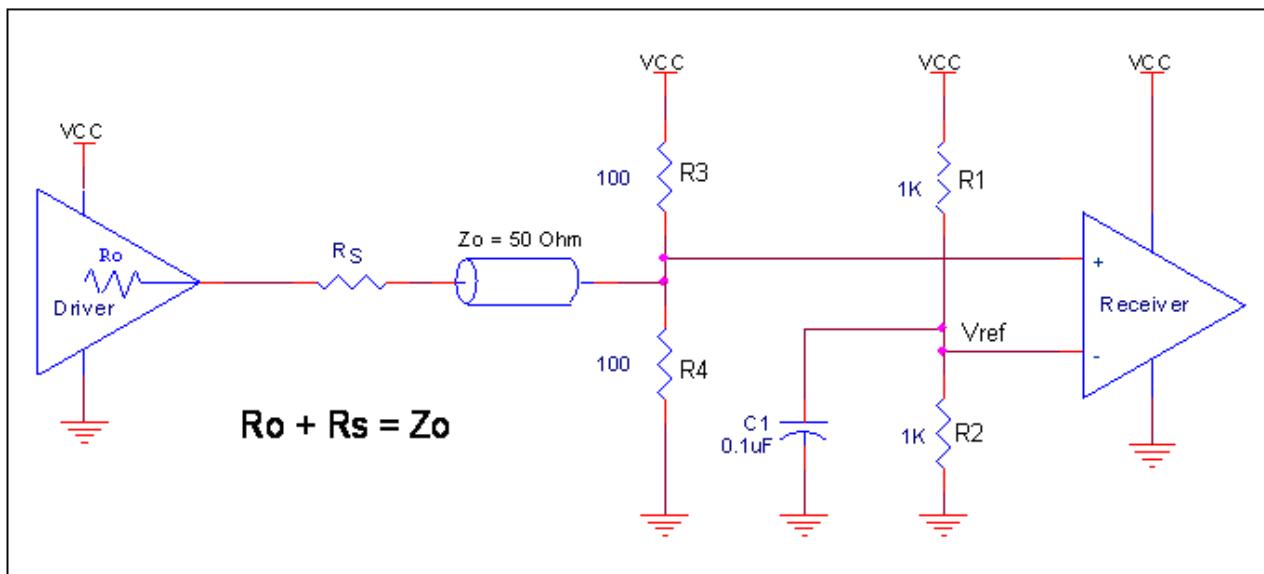 VCC
VCC
VCC
VCC
Ro
Driver
RS
Zo = 50 Ohm
100
R3
1K
R1
+
Receiver
Vref
-
100
R4
Ro + Rs = Zo
C1
0.1uF
1K
R2